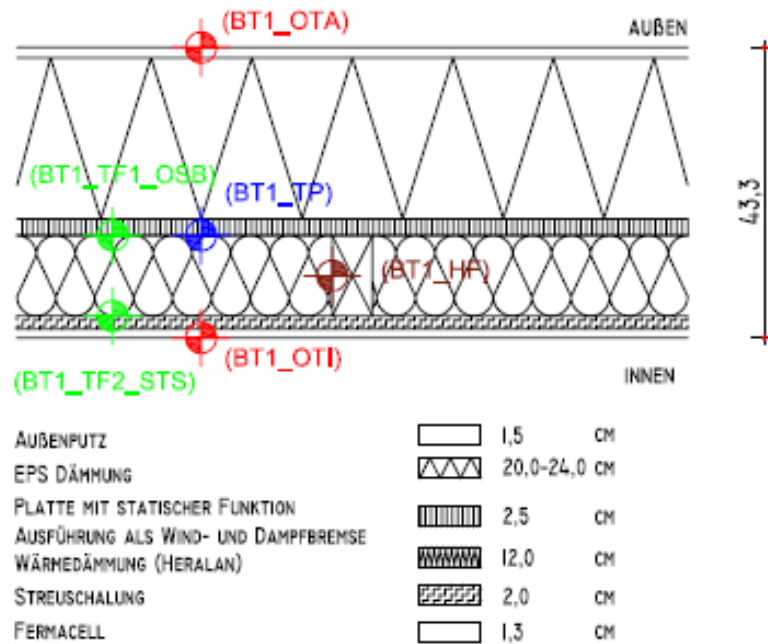 (BT1_OTA)
AUßEN
(BT1_TF1_OSB)
(BT1_TP)
43,3
(BT1_HF)
(BT1_OTI)
(BT1_TF2_STS)
INNEN
AUßENPUTZ 1,5 CM
EPS DÄMMUNG 20,0-24,0 CM
PLATTE MIT STATISCHER FUNKTION
AUSFÜHRUNG ALS WIND- UND DAMPFBREMSE 2,5 CM
WÄRMEDÄMMUNG (HERALAN) 12,0 CM
STREUSCHALUNG 2,0 CM
FERMACELL 1,3 CM